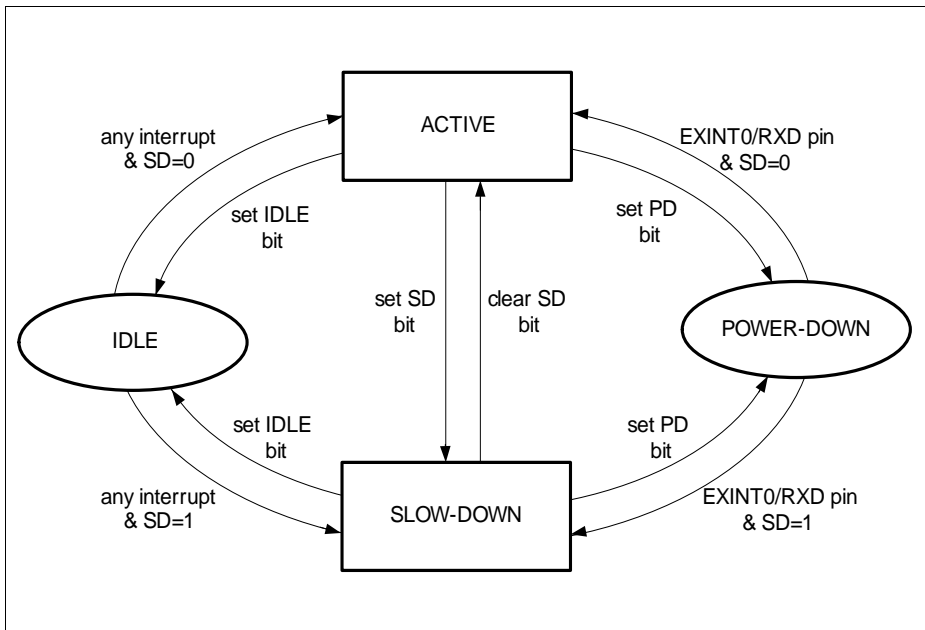 ACTIVE
any interrupt
& SD=0
EXINT0/RXD pin
& SD=0
set IDLE
bit
set PD
bit
set SD
bit
clear SD
bit
IDLE
POWER-DOWN
set IDLE
bit
set PD
bit
any interrupt
& SD=1
SLOW-DOWN
EXINT0/RXD pin
& SD=1